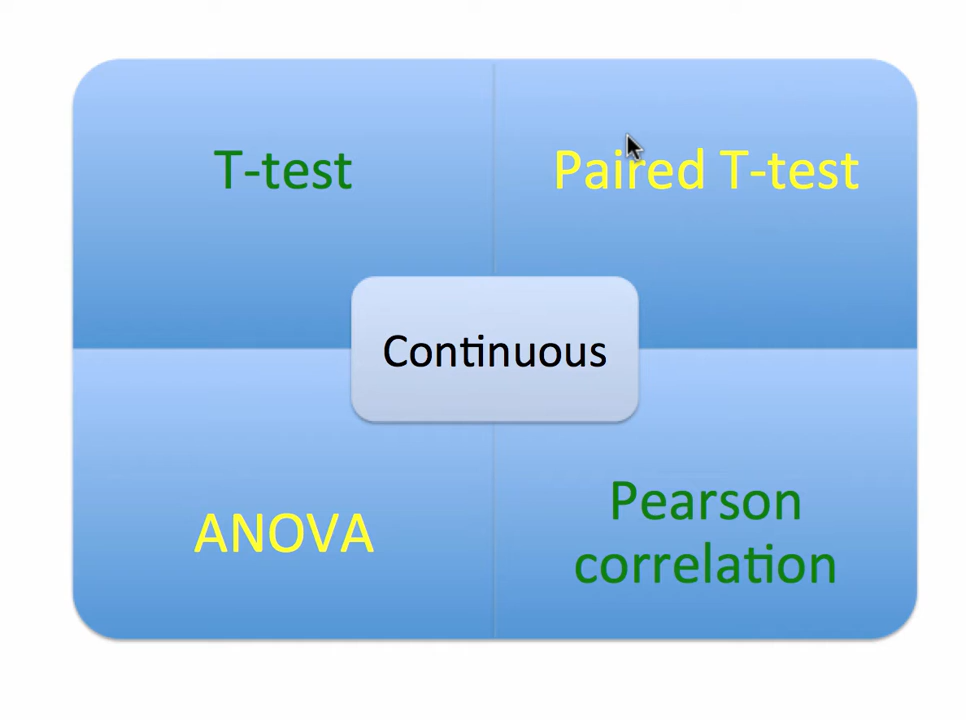 T-test
Paired T-test
Continuous
ANOVA
Pearson
correlation